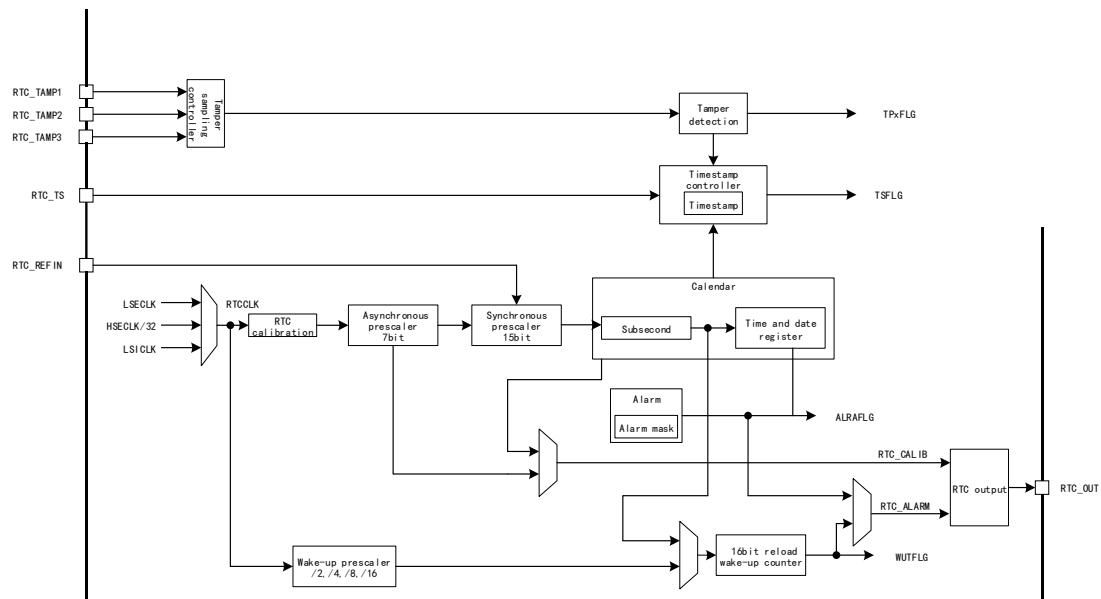 RTC_TAMP1
RTC_TAMP2
RTC_TAMP3
Tamper
sampling
controller
Tamper
detection
TPxFLG
RTC_TS
Timestamp
controller
Timestamp
TSFLG
RTC_REFIN
LSECLK
HSECLK/32
LSICLK
RTCCLK
RTC
calibration
Asynchronous
prescaler
7bit
Synchronous
prescaler
15bit
Calendar
Subsecond
Time and date
register
Alarm
Alarm mask
ALRAFLG
RTC_CALIB
RTC_ALARM
RTC output
RTC_OUT
Wake-up prescaler
/2,/4,/8,/16
16bit reload
wake-up counter
WUTFLG